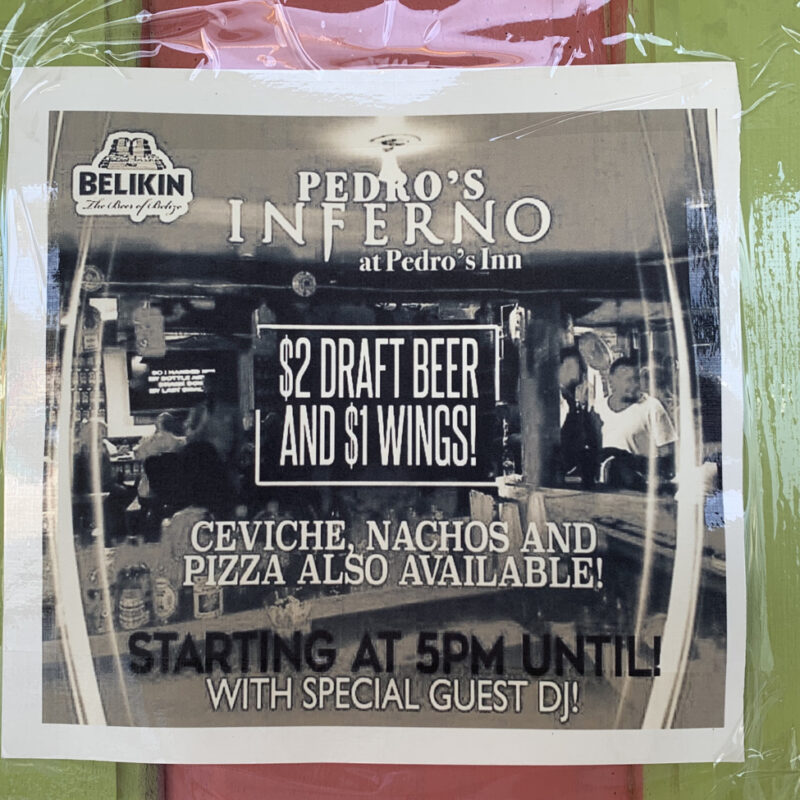 BELIKIN
The Beer of Belize
PEDRO'S
INFERNO
at Pedro's Inn
$2 DRAFT BEER
AND $1 WINGS!
CEVICHE, NACHOS AND
PIZZA ALSO AVAILABLE!
STARTING AT 5PM UNTIL!
WITH SPECIAL GUEST DJ!